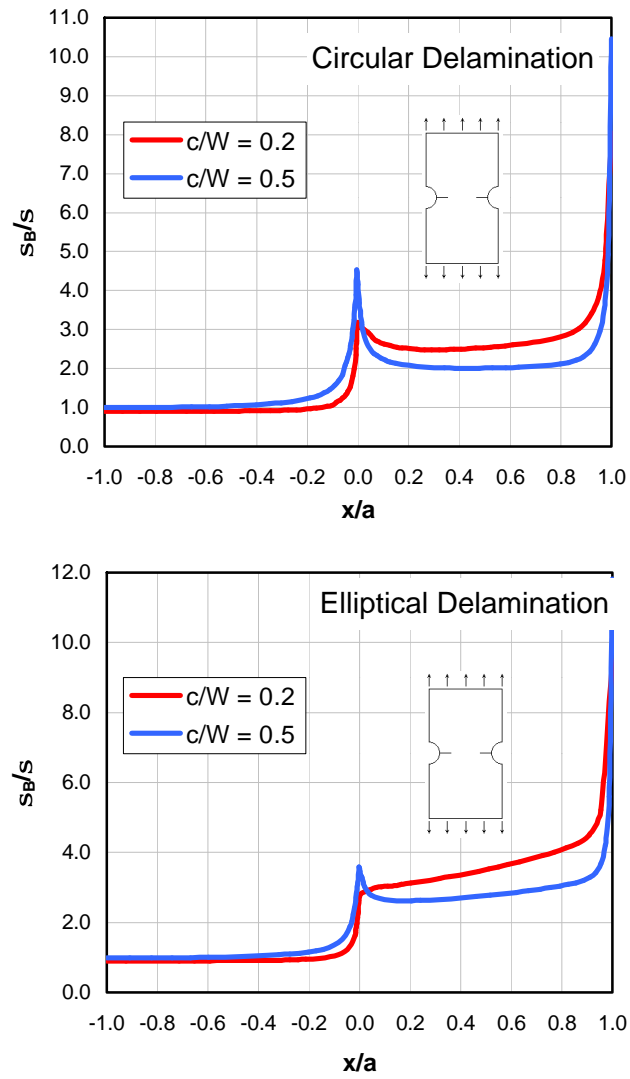 11.0
Circular Delamination
10.0
9.0
8.0
c/W = 0.2
c/W = 0.5
7.0
6.0
sB/s
5.0
4.0
3.0
2.0
1.0
0.0
-1.0 -0.8 -0.6 -0.4 -0.2 0.0 0.2 0.4 0.6 0.8 1.0
x/a
12.0
Elliptical Delamination
10.0
c/W = 0.2
c/W = 0.5
8.0
sB/s
6.0
4.0
2.0
0.0
-1.0 -0.8 -0.6 -0.4 -0.2 0.0 0.2 0.4 0.6 0.8 1.0
x/a